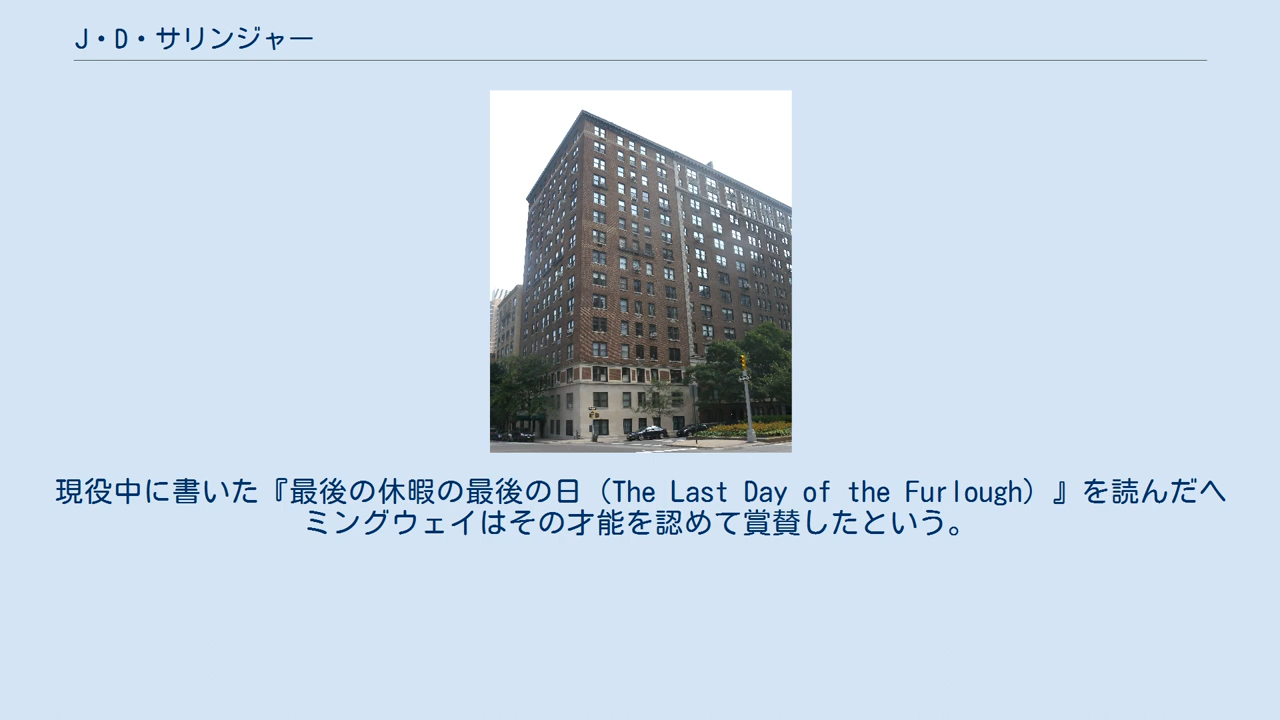 J・D・サリンジャー
現役中に書いた『最後の休暇の最後の日（The Last Day of the Furlough）』を読んだヘ
ミングウェイはその才能を認めて賞賛したという。